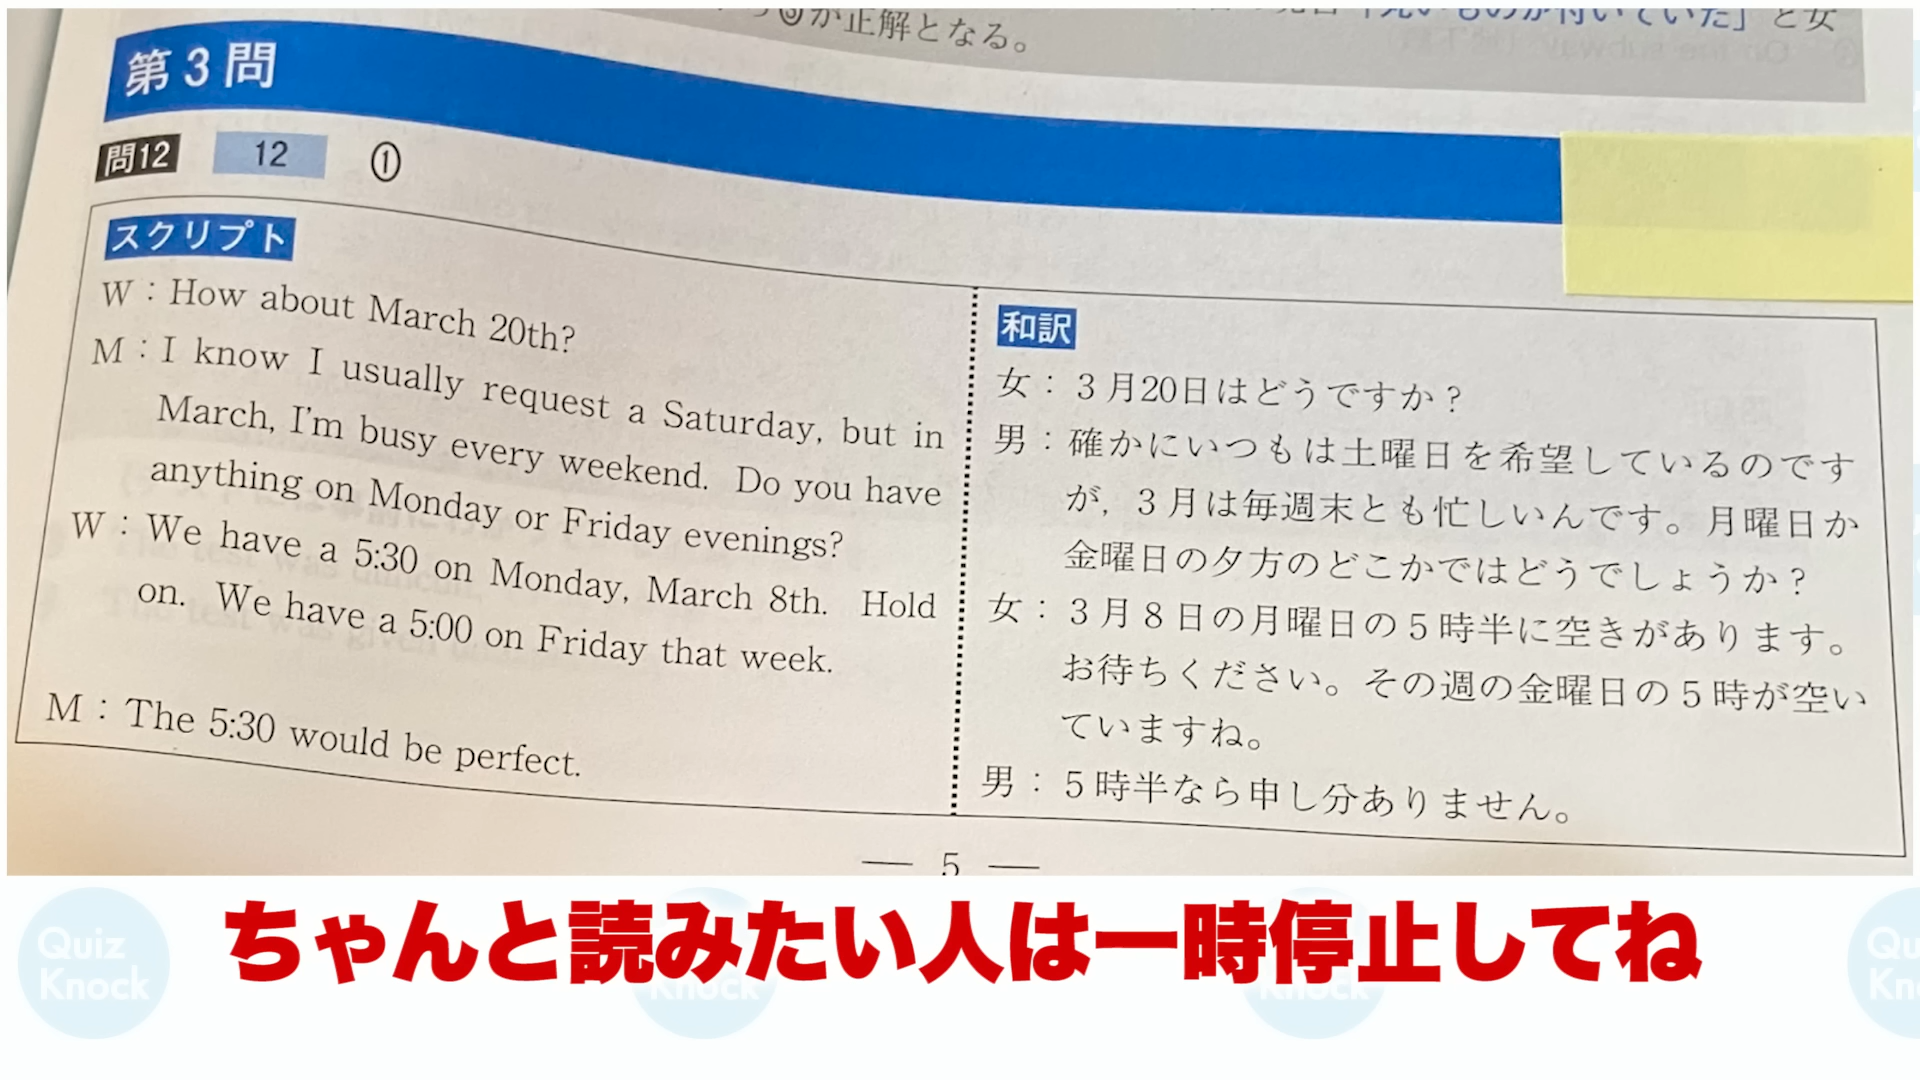 が正解となる。
第3問
問12 12 ①
スクリプト
W：How about March 20th?
M：I know I usually request a Saturday, but in
March, I'm busy every weekend. Do you have
anything on Monday or Friday evenings?
W：We have a 5:30 on Monday, March 8th. Hold
on. We have a 5:00 on Friday that week.
M：The 5:30 would be perfect.
和訳
女：３月20日はどうですか？
男：確かにいつもは土曜日を希望しているのです
が，３月は毎週末とも忙しいんです。月曜日か
金曜日の夕方のどこかではどうでしょうか？
女：３月８日の月曜日の５時半に空きがあります。
お待ちください。その週の金曜日の５時が空い
ていますね。
男：５時半なら申し分ありません。
― 5 ―
ちゃんと読みたい人は一時停止してね
Quiz
Knock
Knock
Knock